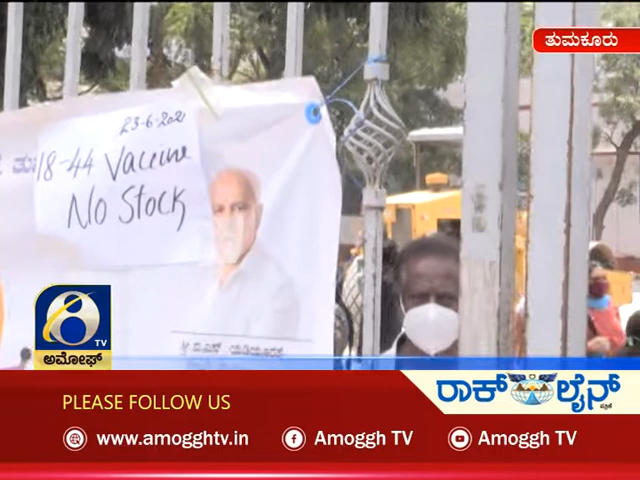 ತುಮಕೂರು
23-6-2021
18-44 Vaccine
No Stock
TV
ಅಮೋಘ್
PLEASE FOLLOW US
ರಾಕ್ ಲೈನ್
www.amogghtv.in
Amoggh TV
Amoggh TV